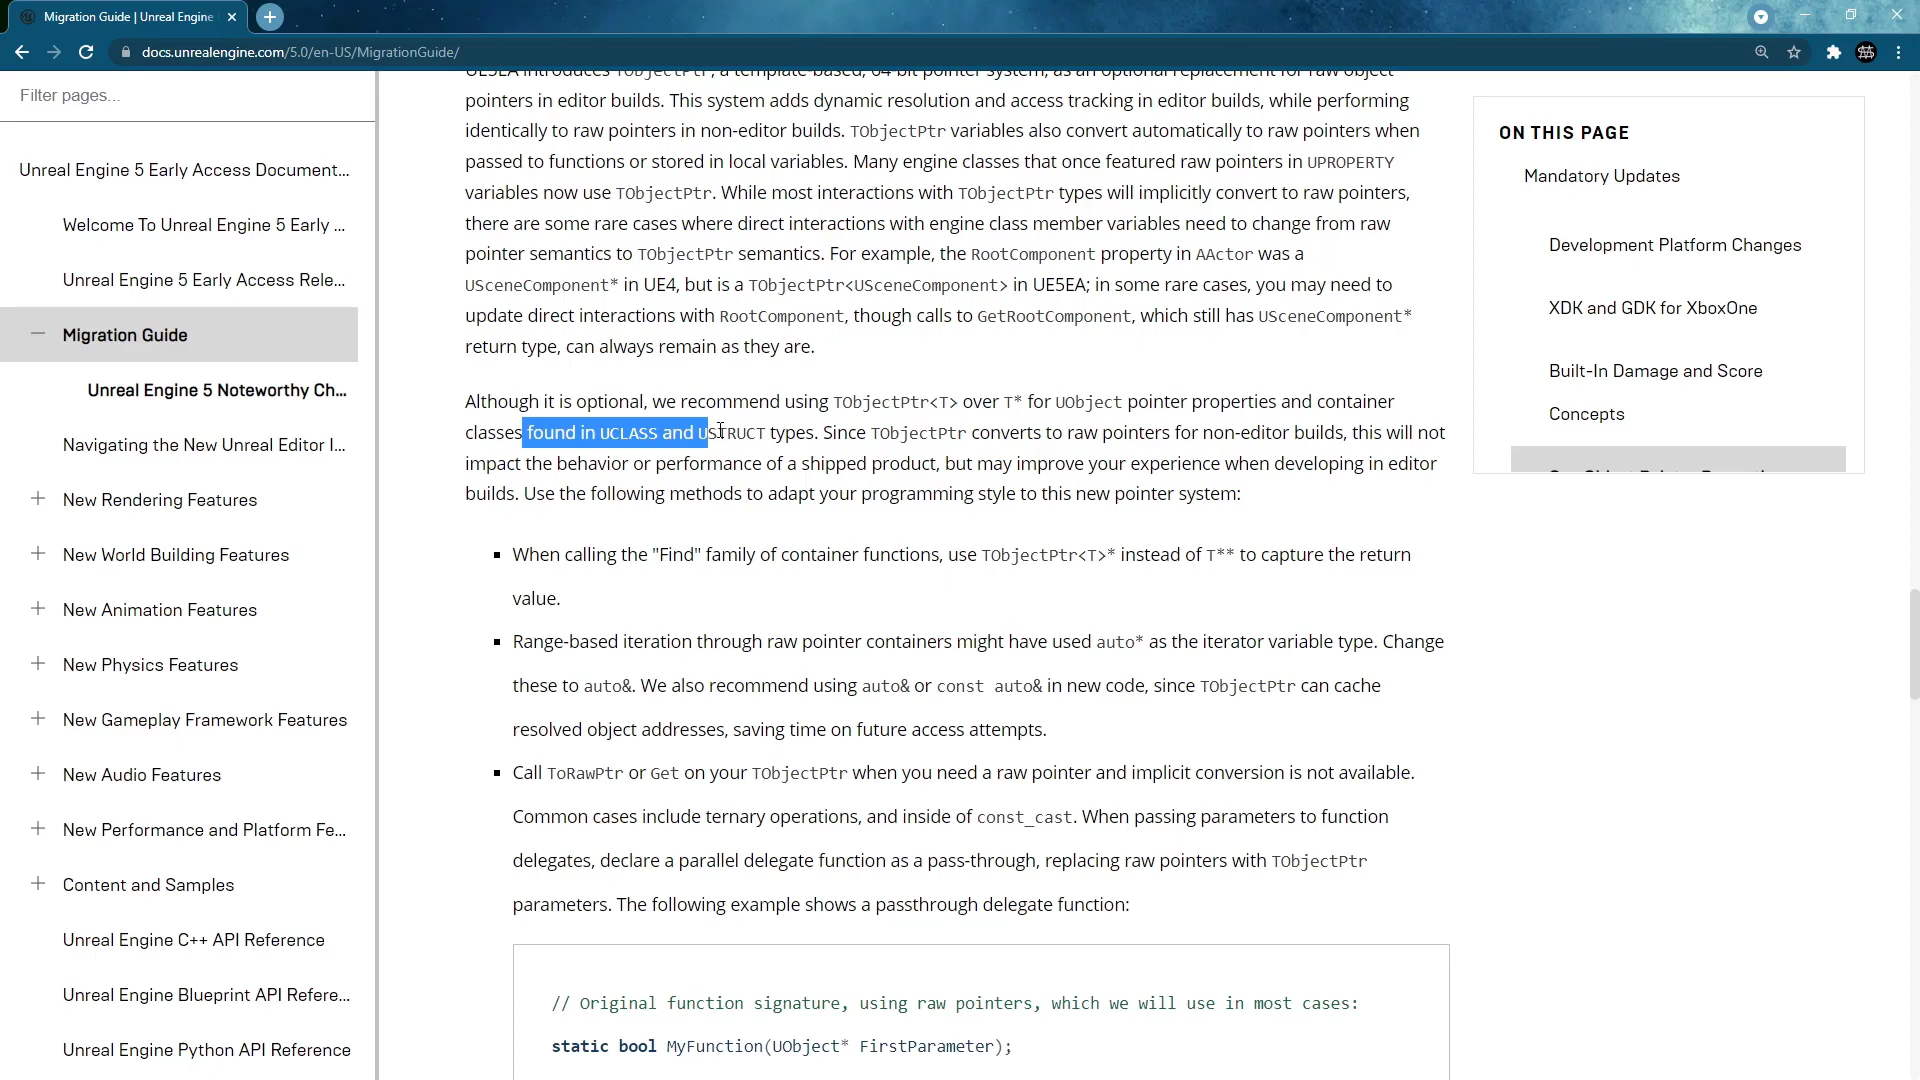 Migration Guide | Unreal Engine
docs.unrealengine.com/5.0/en-US/MigrationGuide/
Filter pages...
Unreal Engine 5 Early Access Document...
Welcome To Unreal Engine 5 Early ...
Unreal Engine 5 Early Access Rele...
Migration Guide
Unreal Engine 5 Noteworthy Ch...
Navigating the New Unreal Editor I...
New Rendering Features
New World Building Features
New Animation Features
New Physics Features
New Gameplay Framework Features
New Audio Features
New Performance and Platform Fe...
Content and Samples
Unreal Engine C++ API Reference
Unreal Engine Blueprint API Refere...
Unreal Engine Python API Reference
UE5EA introduces TObjectPtr, a template-based, 64-bit pointer system, as an optional replacement for raw object
pointers in editor builds. This system adds dynamic resolution and access tracking in editor builds, while performing
identically to raw pointers in non-editor builds. TObjectPtr variables also convert automatically to raw pointers when
passed to functions or stored in local variables. Many engine classes that once featured raw pointers in UPROPERTY
variables now use TObjectPtr. While most interactions with TObjectPtr types will implicitly convert to raw pointers,
there are some rare cases where direct interactions with engine class member variables need to change from raw
pointer semantics to TObjectPtr semantics. For example, the RootComponent property in AActor was a
USceneComponent* in UE4, but is a TObjectPtr<USceneComponent> in UE5EA; in some rare cases, you may need to
update direct interactions with RootComponent, though calls to GetRootComponent, which still has USceneComponent*
return type, can always remain as they are.
Although it is optional, we recommend using TObjectPtr<T> over T* for UObject pointer properties and container
classes found in UCLASS and USTRUCT types. Since TObjectPtr converts to raw pointers for non-editor builds, this will not
impact the behavior or performance of a shipped product, but may improve your experience when developing in editor
builds. Use the following methods to adapt your programming style to this new pointer system:
▪ When calling the "Find" family of container functions, use TObjectPtr<T>* instead of T** to capture the return
value.
▪ Range-based iteration through raw pointer containers might have used auto* as the iterator variable type. Change
these to auto&. We also recommend using auto& or const auto& in new code, since TObjectPtr can cache
resolved object addresses, saving time on future access attempts.
▪ Call ToRawPtr or Get on your TObjectPtr when you need a raw pointer and implicit conversion is not available.
Common cases include ternary operations, and inside of const_cast. When passing parameters to function
delegates, declare a parallel delegate function as a pass-through, replacing raw pointers with TObjectPtr
parameters. The following example shows a passthrough delegate function:
// Original function signature, using raw pointers, which we will use in most cases:
static bool MyFunction(UObject* FirstParameter);
ON THIS PAGE
Mandatory Updates
Development Platform Changes
XDK and GDK for XboxOne
Built-In Damage and Score
Concepts